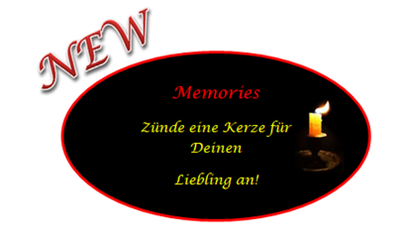 NEW
Memories
Zünde eine Kerze für
Deinen
Liebling an!